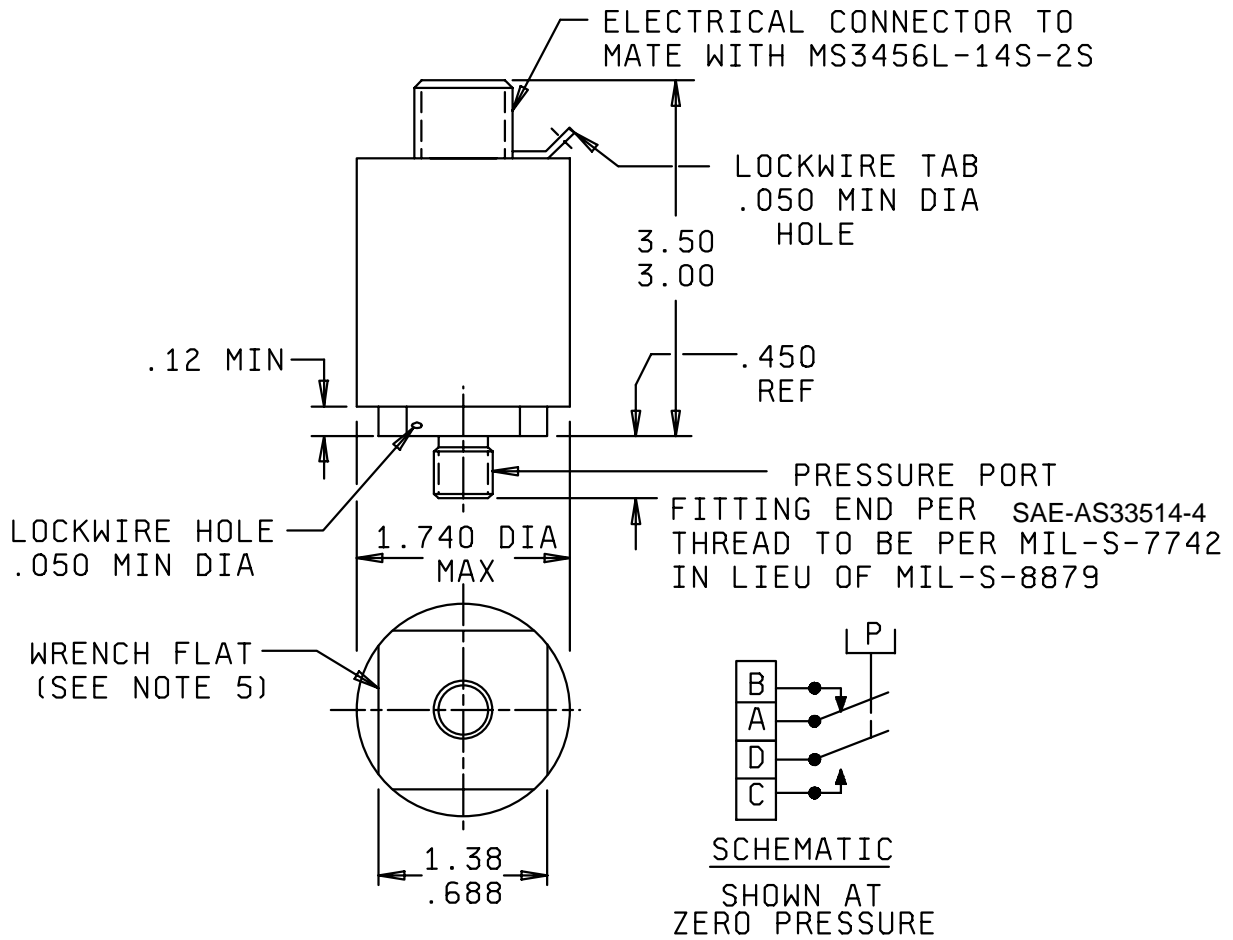 ELECTRICAL CONNECTOR TO
MATE WITH MS3456L-14S-2S
LOCKWIRE TAB
.050 MIN DIA
HOLE
3.50
3.00
.12 MIN
.450
REF
PRESSURE PORT
FITTING END PER SAE-AS33514-4
THREAD TO BE PER MIL-S-7742
IN LIEU OF MIL-S-8879
LOCKWIRE HOLE
.050 MIN DIA
1.740 DIA
MAX
WRENCH FLAT
(SEE NOTE 5)
P
B
A
D
C
1.38
.688
SCHEMATIC
SHOWN AT
ZERO PRESSURE